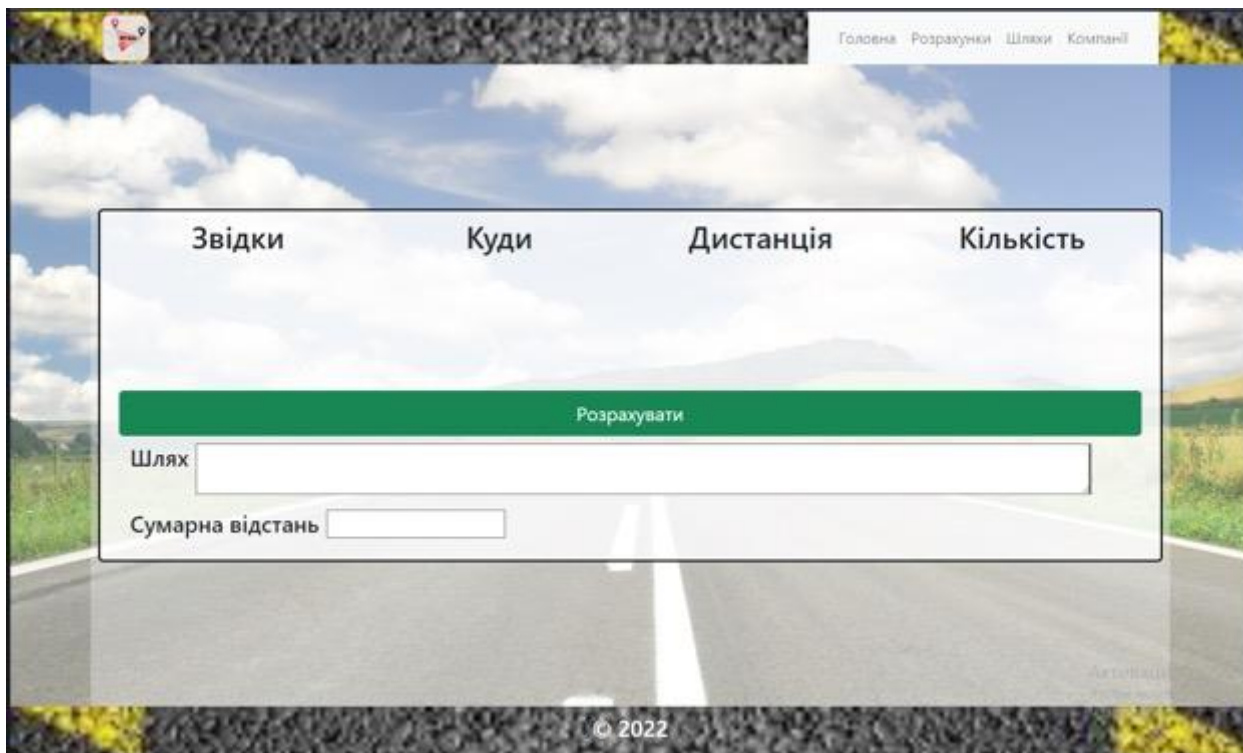 Головна Розрахунки Шляхи Компанії
Звідки Куди Дистанція Кількість
Розрахувати
Шлях
Сумарна відстань
© 2022